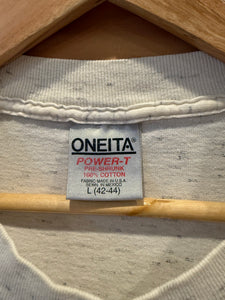 ONEITA®
POWER-T
PRE-SHRUNK
100% COTTON
FABRIC MADE IN U.S.A
SEWN IN MEXICO
L (42-44)